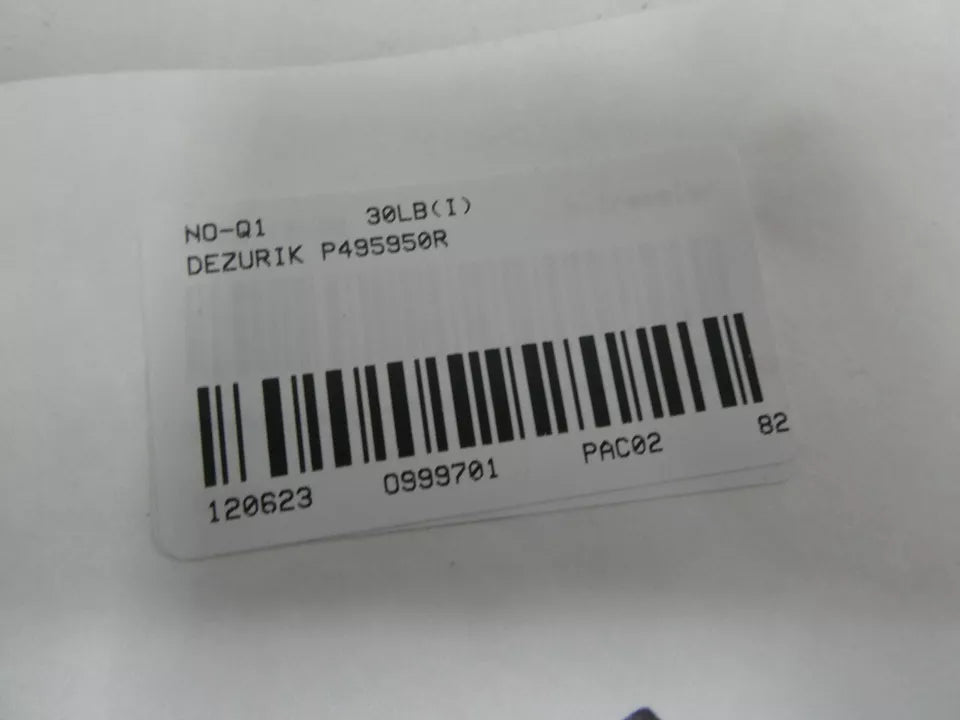 NO-Q1 30LB(I)
DEZURIK P495950R
120623 0999701 PAC02 82